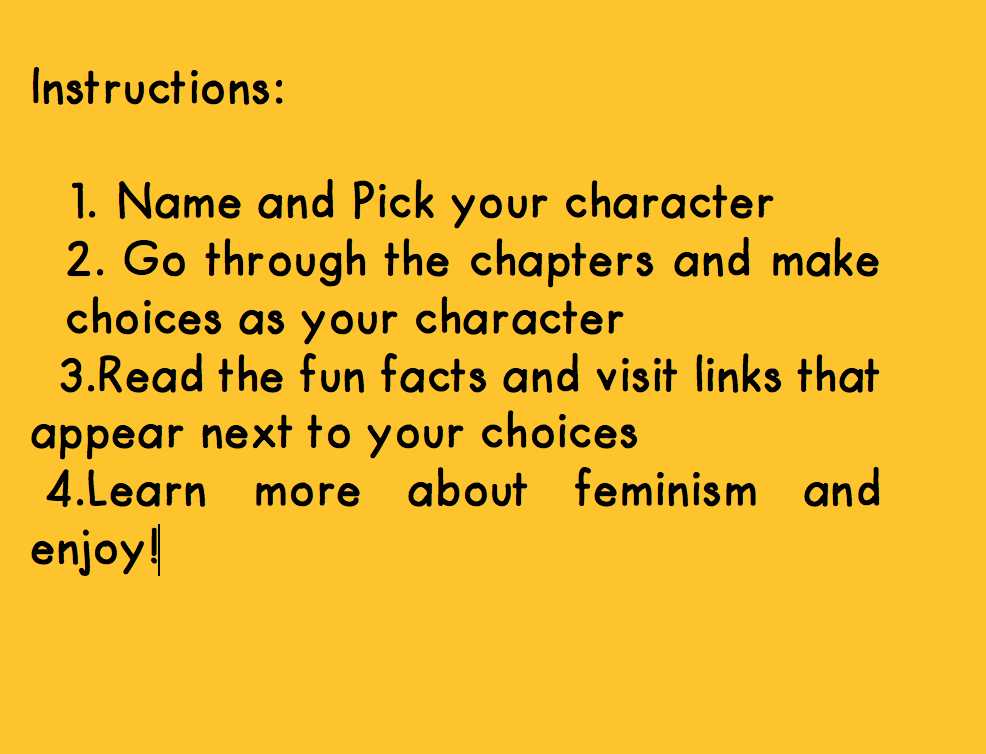 Instructions:
1. Name and Pick your character
2. Go through the chapters and make
choices as your character
3.Read the fun facts and visit links that
appear next to your choices
4.Learn more about feminism and
enjoy!